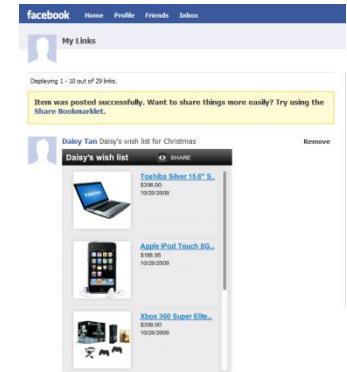 facebook Home Profile Friends Inbox
My Links
Displaying 1 - 10 out of 29 links.
Item was posted successfully. Want to share things more easily? Try using the
Share Bookmarklet.
Daisy Tan Daisy's wish list for Christmas Remove
Daisy's wish list SHARE
Toshiba Silver 15.6" S..
$398.00
10/29/2009
Apple iPod Touch 8G...
$188.95
10/29/2009
Xbox 360 Super Elite...
$399.00
10/29/2009